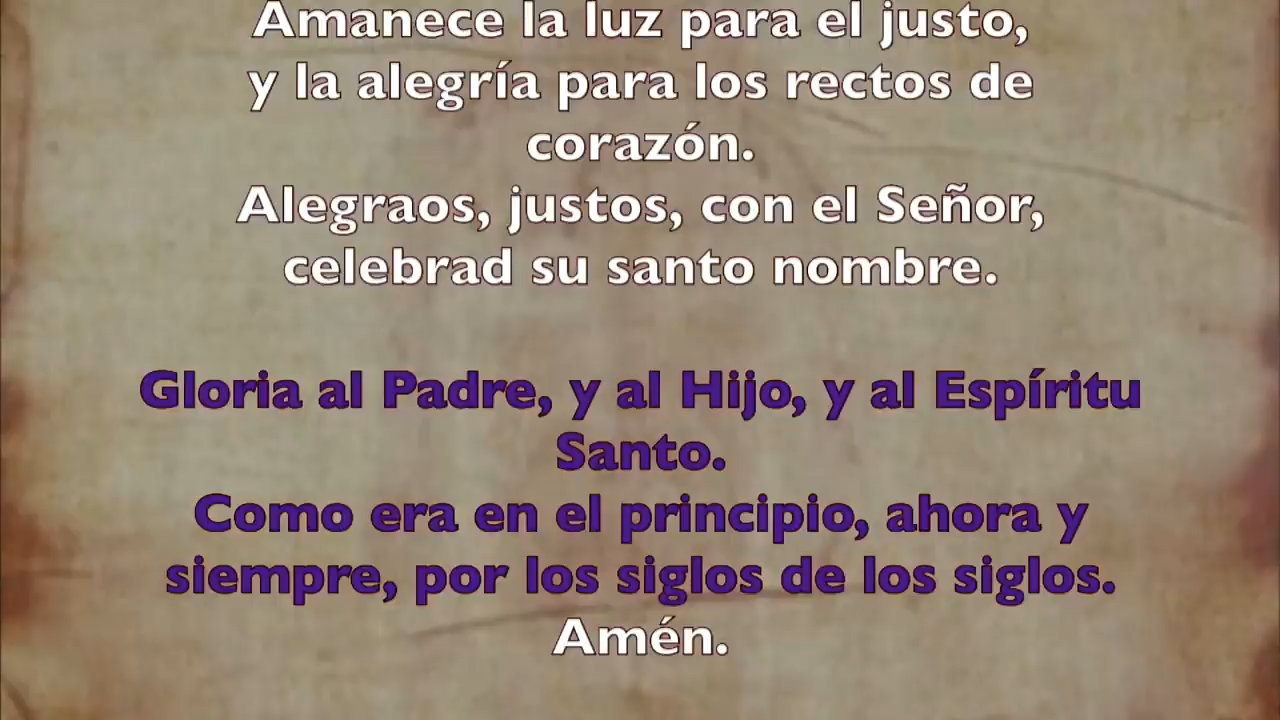 Amanece la luz para el justo,
y la alegría para los rectos de
corazón.
Alegraos, justos, con el Señor,
celebrad su santo nombre.
Gloria al Padre, y al Hijo, y al Espíritu
Santo.
Como era en el principio, ahora y
siempre, por los siglos de los siglos.
Amén.